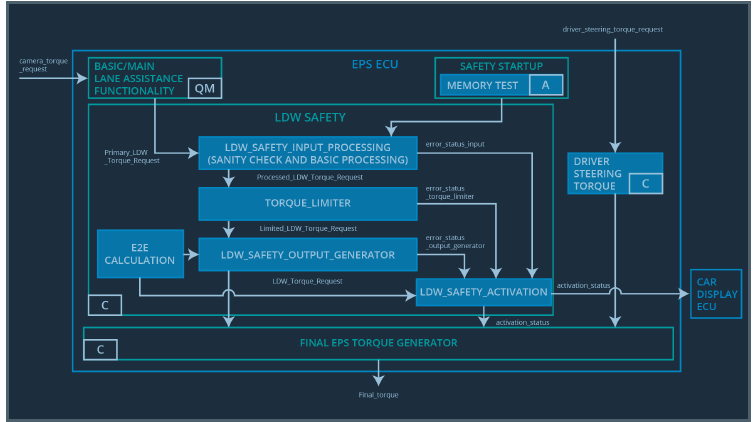 driver_steering_torque_request
camera_torque
_request
EPS ECU
BASIC/MAIN
LANE ASSISTANCE
FUNCTIONALITY
QM
SAFETY STARTUP
MEMORY TEST
A
LDW SAFETY
Primary_LDW
_Torque_Request
LDW_SAFETY_INPUT_PROCESSING
(SANITY CHECK AND BASIC PROCESSING)
error_status_input
DRIVER
STEERING
TORQUE
C
Processed_LDW_Torque_Request
TORQUE_LIMITER
error_status
_torque_limiter
Limited_LDW_Torque_Request
E2E
CALCULATION
LDW_SAFETY_OUTPUT_GENERATOR
error_status
_output_generator
LDW_Torque_Request
LDW_SAFETY_ACTIVATION
activation_status
CAR
DISPLAY
ECU
C
activation_status
C
FINAL EPS TORQUE GENERATOR
Final_torque